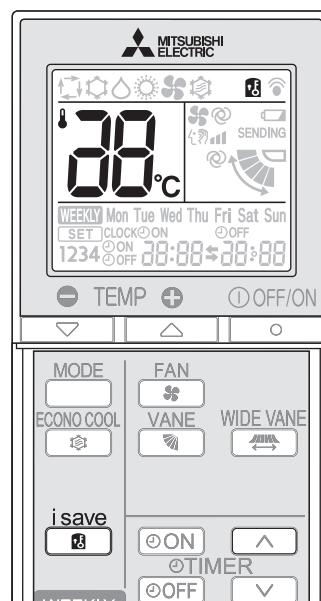 MITSUBISHI
ELECTRIC
SENDING
°C
WEEKLY Mon Tue Wed Thu Fri Sat Sun
SET CLOCK ON OFF
1234 ON OFF 88:88 88:88
TEMP OFF/ON
MODE FAN
ECONO COOL VANE WIDE VANE
i save
ON
TIMER
OFF
WEEKLY